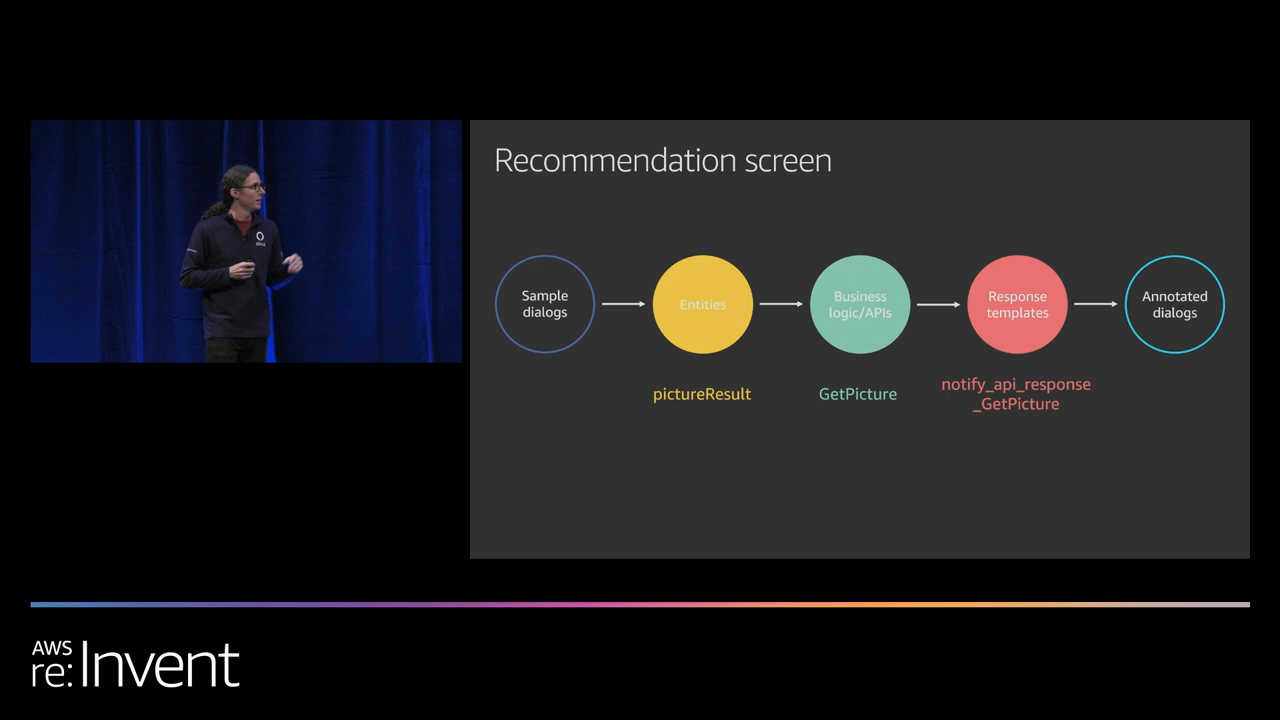 Recommendation screen
Sample
dialogs
Entities
Business
logic/APIs
Response
templates
Annotated
dialogs
pictureResult
GetPicture
notify_api_response
_GetPicture
AWS
re:Invent